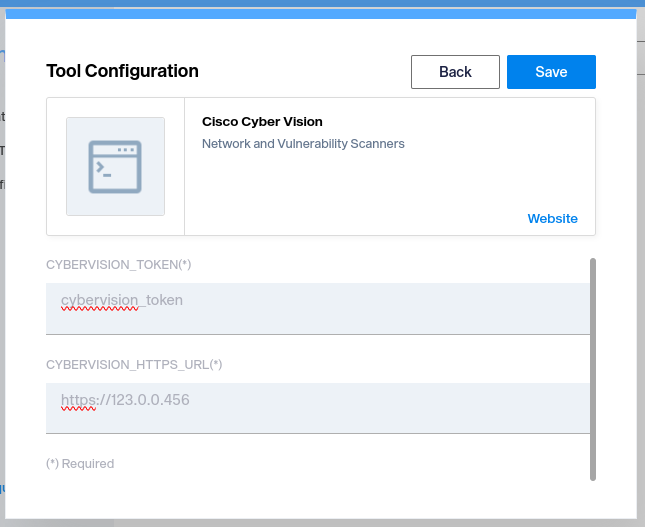 Tool Configuration
Back
Save
Cisco Cyber Vision
Network and Vulnerability Scanners
Website
CYBERVISION_TOKEN(*)
cybervision_token
CYBERVISION_HTTPS_URL(*)
https://123.0.0.456
(*) Required